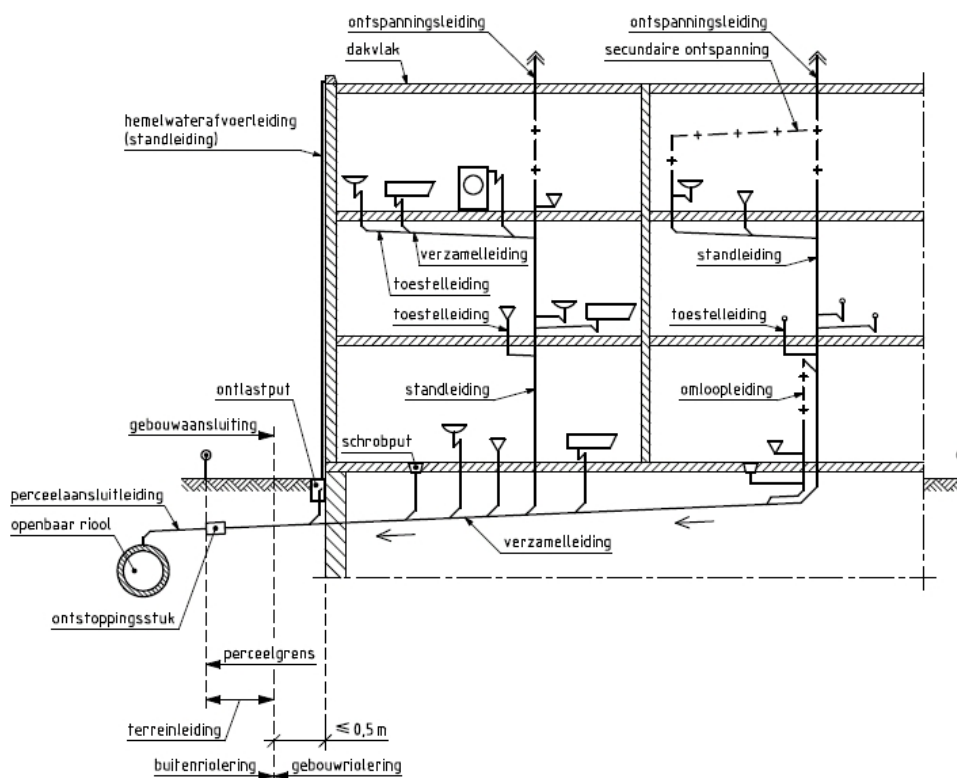 ontspanningsleiding
ontspanningsleiding
dakvlak
secundaire ontspanning
hemelwaterafvoerleiding
(standleiding)
verzamelleiding
standleiding
toestelleiding
toestelleiding
toestelleiding
ontlastput
standleiding
omloopleiding
gebouwaansluiting
schrobput
perceelaansluitleiding
openbaar riool
verzamelleiding
ontstoppingsstuk
perceelgrens
terreinleiding
≤ 0,5 m
buitenriolering
gebouwriolering